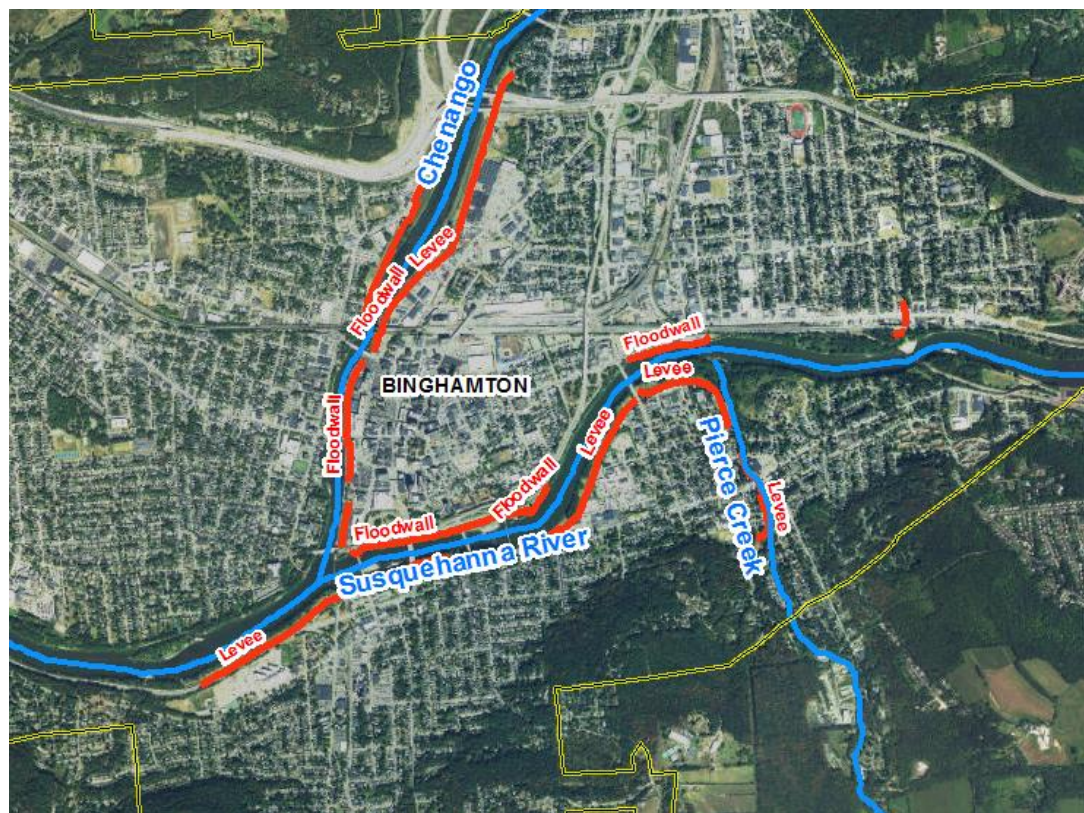 Chenango
Levee
Floodwall
Floodwall
Levee
BINGHAMTON
Floodwall
Levee
Pierce Creek
Floodwall
Levee
Floodwall
Susquehanna River
Levee